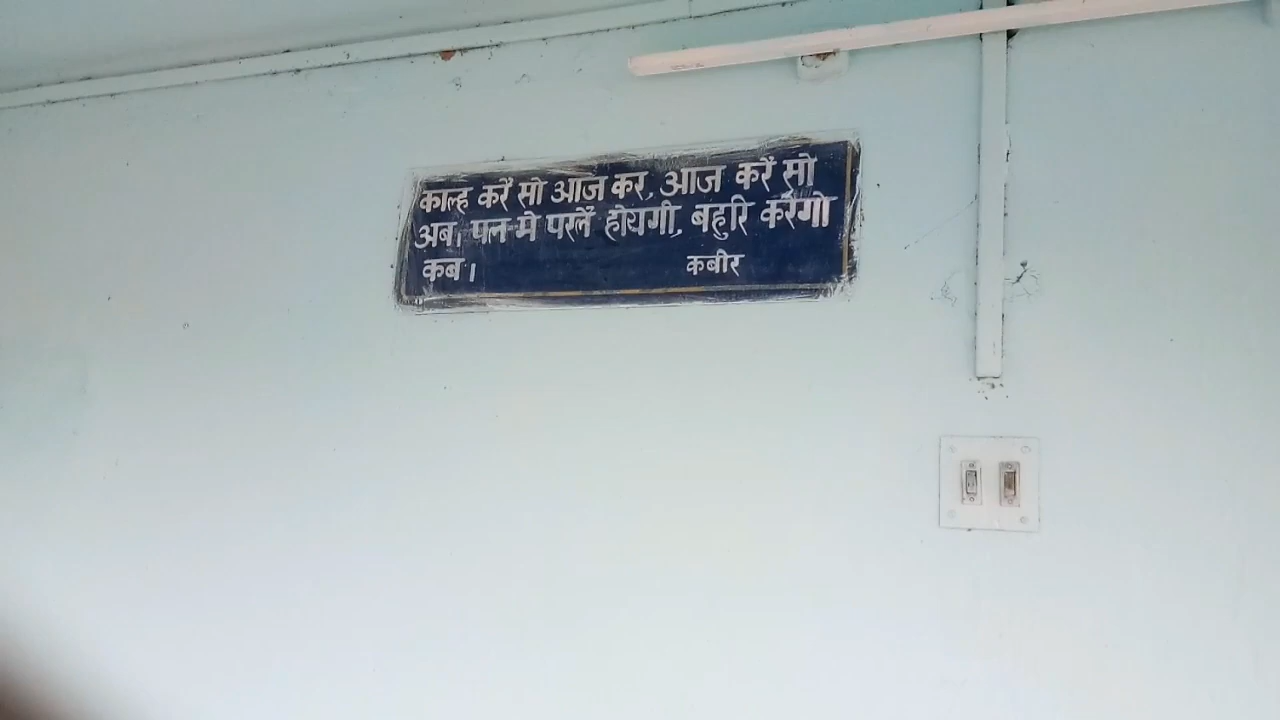 काल्ह करें सो आज कर, आज करें सो
अब। पल मे परलें होयगी, बहुरि करेगो
कब।
कबीर